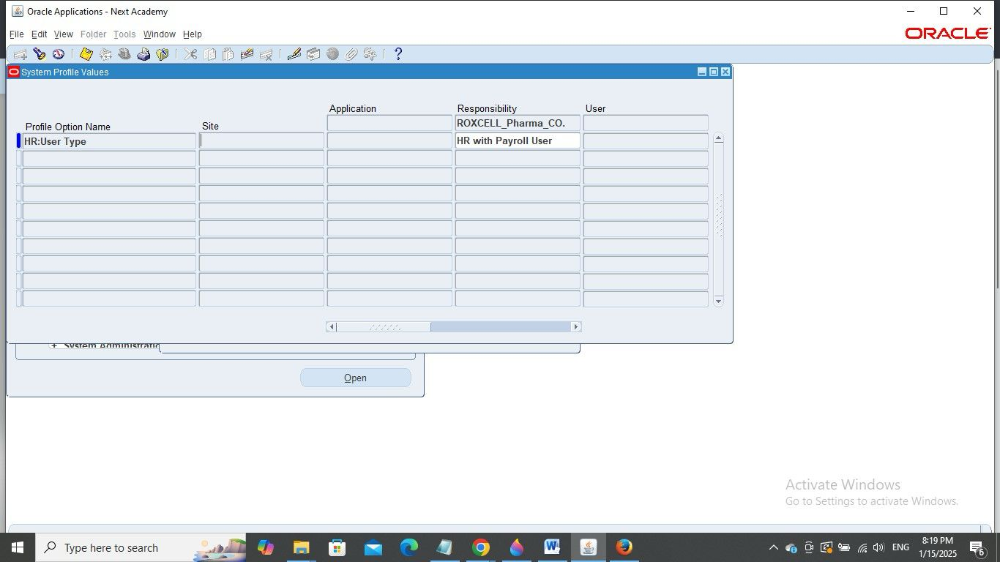 Oracle Applications - Next Academy
File Edit View Folder Tools Window Help
ORACLE
System Profile Values
Application Responsibility User
ROXCELL_Pharma_CO.
Profile Option Name Site
HR:User Type HR with Payroll User
+ System Administratio
Open
Activate Windows
Go to Settings to activate Windows.
Type here to search
ENG
8:19 PM
1/15/2025
6